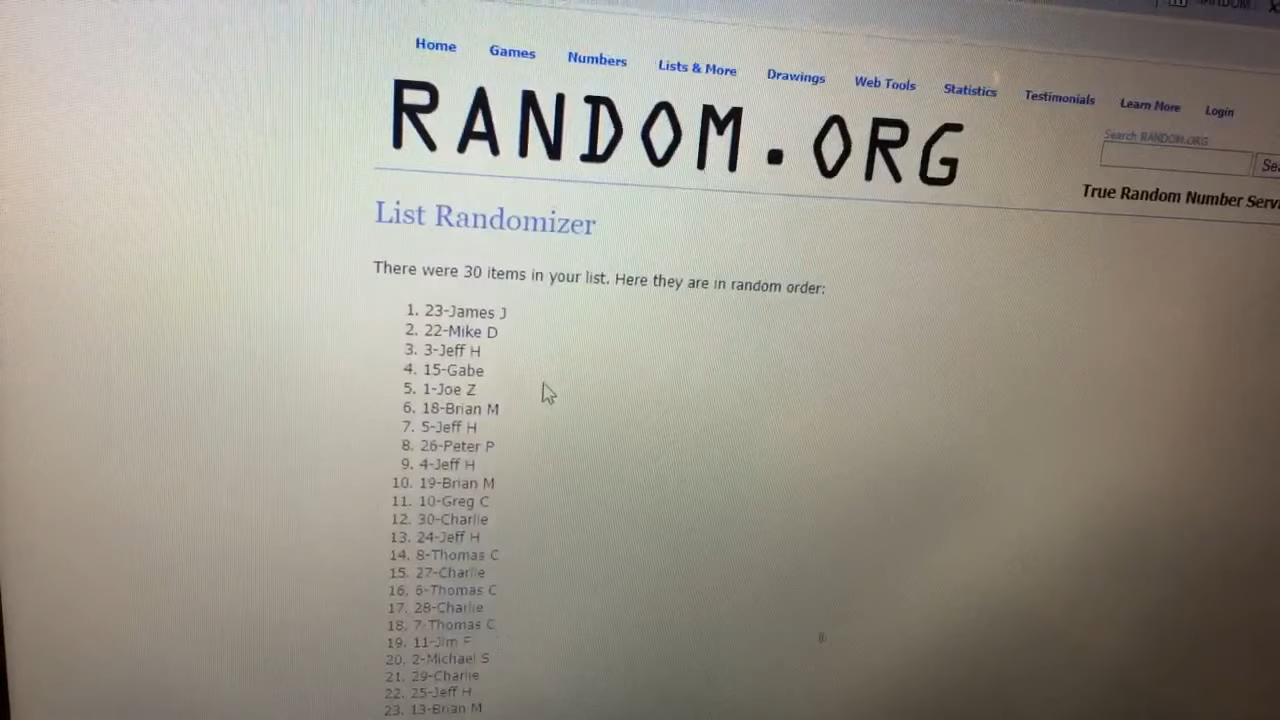 RANDOM
Home Games Numbers Lists & More Drawings Web Tools Statistics Testimonials Learn More Login
RANDOM.ORG
Search RANDOM.ORG
True Random Number
List Randomizer
There were 30 items in your list. Here they are in random order:
1. 23-James J
2. 22-Mike D
3. 3-Jeff H
4. 15-Gabe
5. 1-Joe Z
6. 18-Brian M
7. 5-Jeff H
8. 26-Peter P
9. 4-Jeff H
10. 19-Brian M
11. 10-Greg C
12. 30-Charlie
13. 24-Jeff H
14. 8-Thomas C
15. 27-Charlie
16. 6-Thomas C
17. 28-Charlie
18. 7-Thomas C
19. 11-Jim F
20. 2-Michael S
21. 29-Charlie
22. 25-Jeff H
23. 13-Brian M